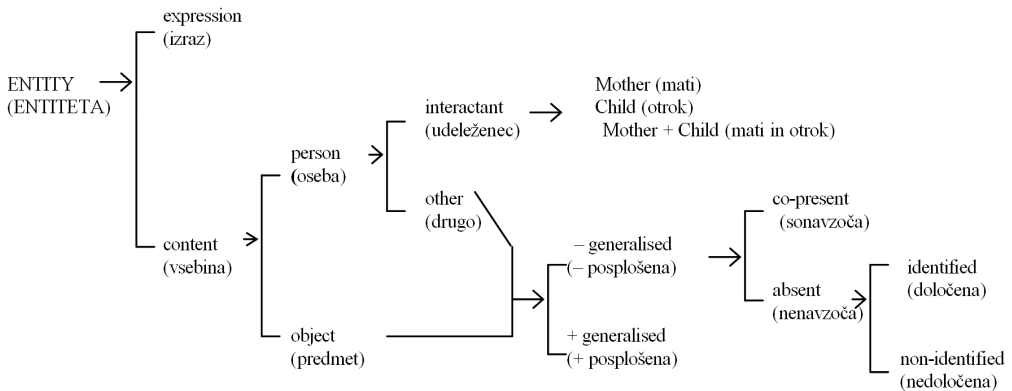 expression
(izraz)
ENTITY
(ENTITETA)
content
(vsebina)
person
(oseba)
object
(predmet)
interactant
(udeleženec)
other
(drugo)
Mother (mati)
Child (otrok)
Mother + Child (mati in otrok)
– generalised
(– posplošena)
+ generalised
(+ posplošena)
co-present
(sonavzoča)
absent
(nenavzoča)
identified
(določena)
non-identified
(nedoločena)